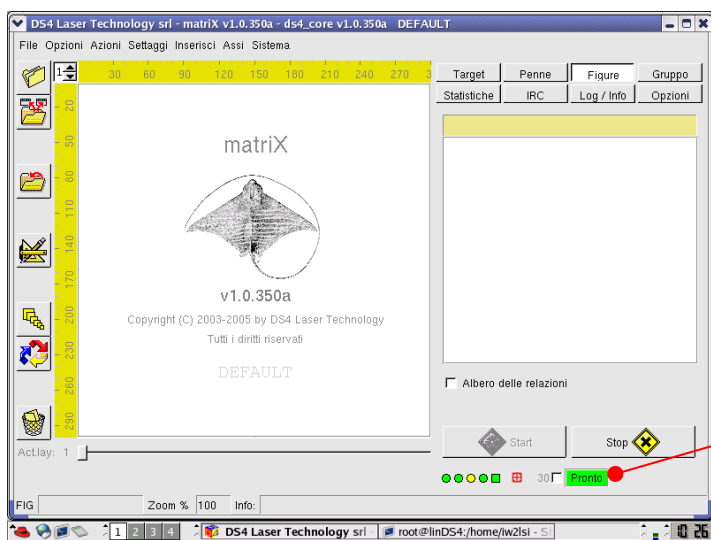 DS4 Laser Technology srl - matriX v1.0.350a - ds4_core v1.0.350a DEFAULT
File Opzioni Azioni Settaggi Inserisci Assi Sistema
1
30 60 90 120 150 180 210 240 270 3
Target Penne Figure Gruppo
Statistiche IRC Log / Info Opzioni
20
50
80
110
140
170
200
230
260
290
matriX
v1.0.350a
Copyright (C) 2003-2005 by DS4 Laser Technology
Tutti i diritti riservati
DEFAULT
Albero delle relazioni
Start Stop
Act.lay: 1
30 Pronto
FIG Zoom % 100 Info:
1 2 3 4 DS4 Laser Technology srl - root@linDS4:/home/iw2lsi - S 10 26